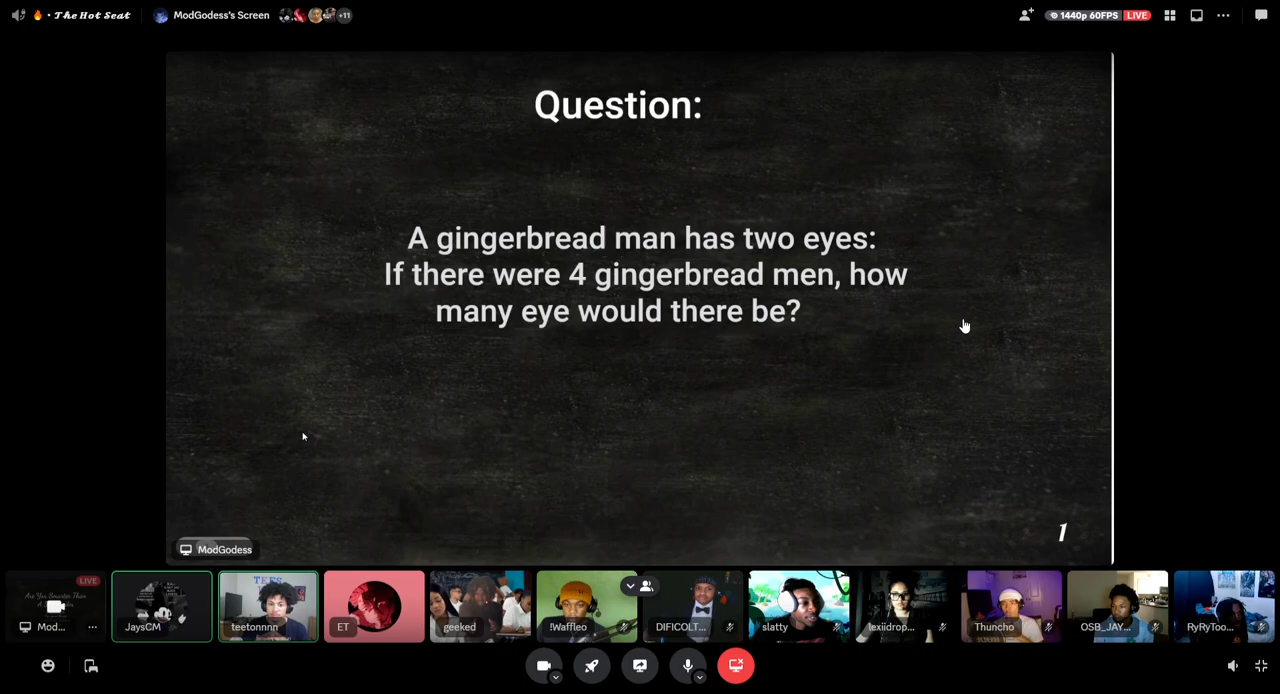 🔥 · The Hot Seat
ModGodess's Screen
+11
1440p 60FPS
LIVE
Question:
A gingerbread man has two eyes:
If there were 4 gingerbread men, how
many eye would there be?
1
ModGodess
LIVE
Mod...
JaysCM
teetonnnn
ET
geeked
!Waffleo
DIFICOLT...
slatty
lexiidrop...
Thuncho
OSB_JAY...
RyRyToo...